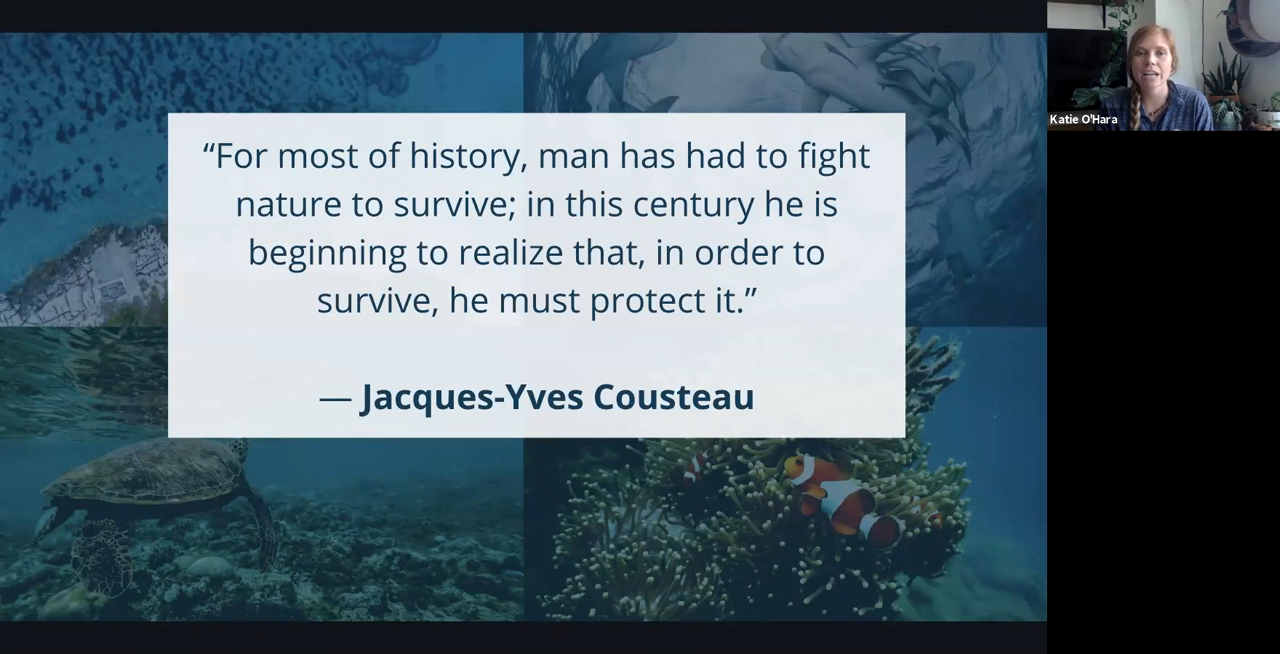 “For most of history, man has had to fight
nature to survive; in this century he is
beginning to realize that, in order to
survive, he must protect it.”
— Jacques-Yves Cousteau
Katie O'Hara